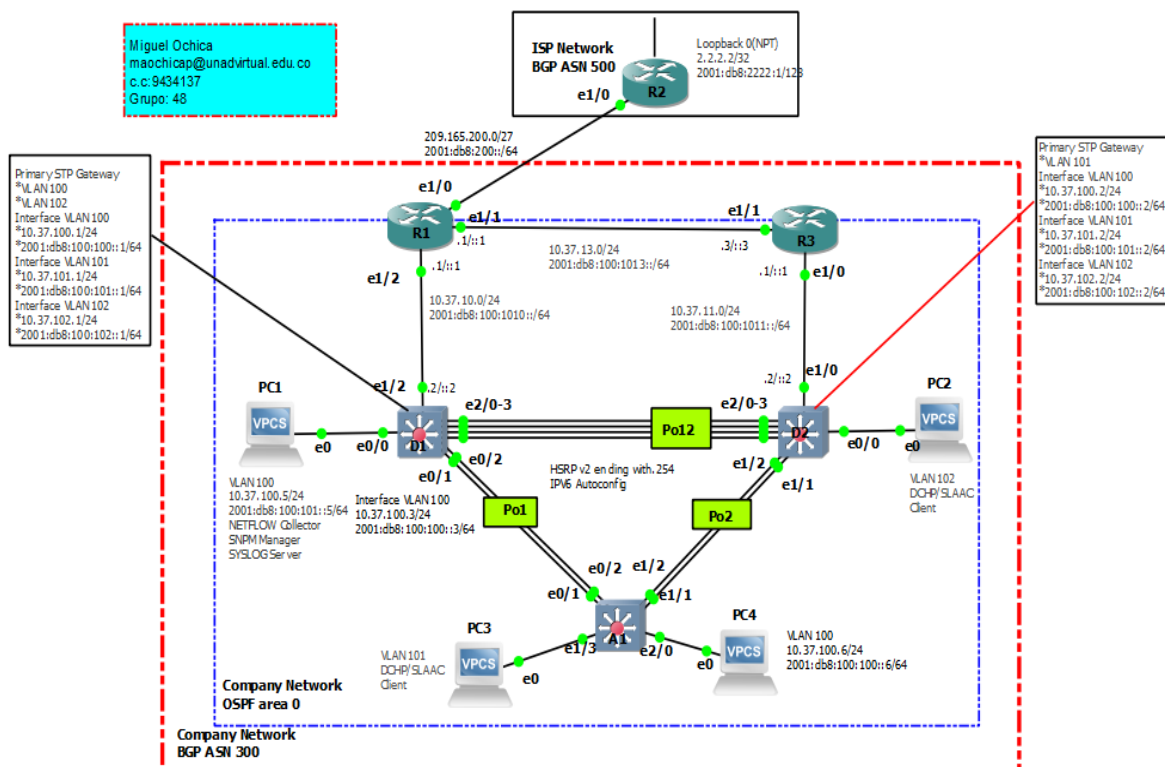 Miguel Ochica
maochicap@unadvirtual.edu.co
c.c:9434137
Grupo: 48
ISP Network
BGP ASN 500
Loopback 0(NPT)
2.2.2.2/32
2001:db8:2222:1/128
R2
e1/0
209.165.200.0/27
2001:db8:200::/64
Primary STP Gateway
*VLAN 100
*VLAN 102
Interface VLAN 100
*10.37.100.1/24
*2001:db8:100:100::1/64
Interface VLAN 101
*10.37.101.1/24
*2001:db8:100:101::1/64
Interface VLAN 102
*10.37.102.1/24
*2001:db8:100:102::1/64
Primary STP Gateway
*VLAN 101
Interface VLAN 100
*10.37.100.2/24
*2001:db8:100:100::2/64
Interface VLAN 101
*10.37.101.2/24
*2001:db8:100:101::2/64
Interface VLAN 102
*10.37.102.2/24
*2001:db8:100:102::2/64
e1/0
e1/1
R1
.1/::1
e1/1
.3/::3
R3
10.37.13.0/24
2001:db8:100:1013::/64
e1/2
.1/::1
.1/::1
e1/0
10.37.10.0/24
2001:db8:100:1010::/64
10.37.11.0/24
2001:db8:100:1011::/64
e1/2
.2/::2
e1/0
.2/::2
PC1
VPCS
e0
e0/0
D1
e2/0-3
Po12
e2/0-3
D2
e0/0
e0
PC2
VPCS
e0/2
e0/1
HSRP v2 ending with.254
IPV6 Autoconfig
e1/2
e1/1
VLAN 100
10.37.100.5/24
2001:db8:100:101::5/64
NETFLOW Collector
SNPM Manager
SYSLOG Server
Interface VLAN 100
10.37.100.3/24
2001:db8:100:100::3/64
VLAN 102
DCHP/SLAAC
Client
Po1
Po2
e0/2
e0/1
e1/2
e1/1
A1
e1/3
e2/0
PC3
VPCS
e0
VLAN 101
DCHP/SLAAC
Client
PC4
VPCS
e0
VLAN 100
10.37.100.6/24
2001:db8:100:100::6/64
Company Network
OSPF area 0
Company Network
BGP ASN 300